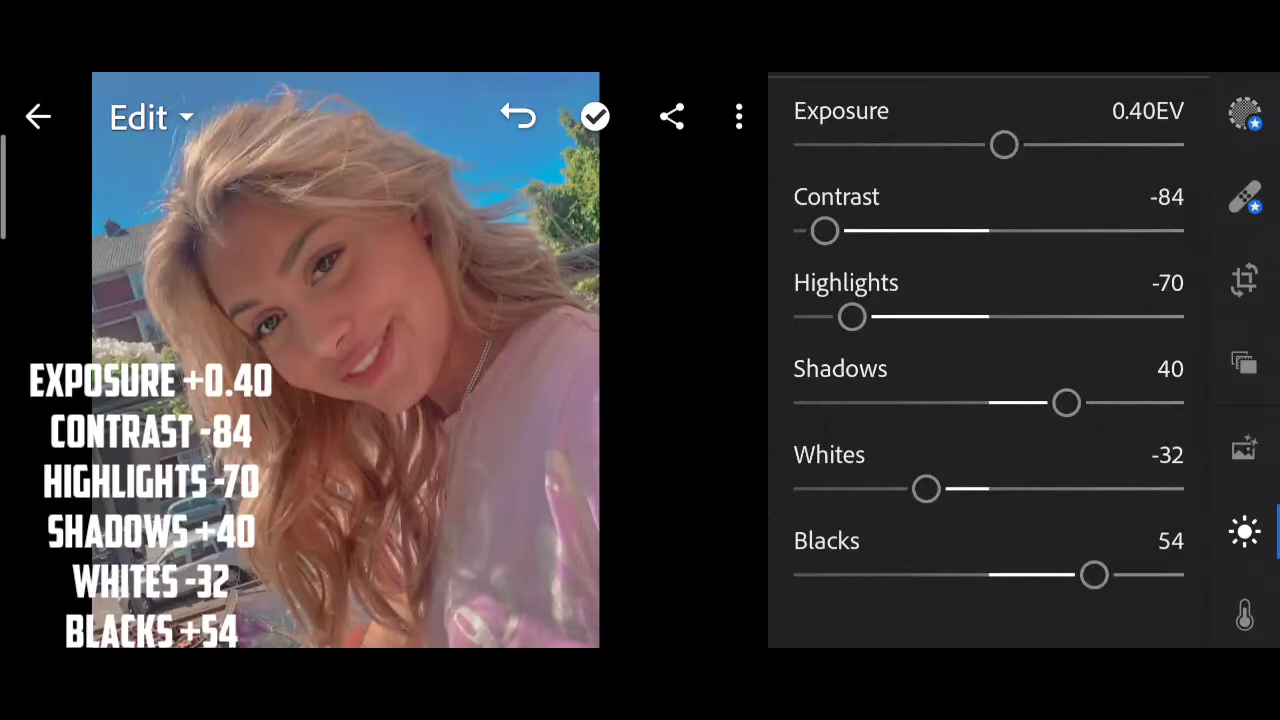 Edit
EXPOSURE +0.40
CONTRAST -84
HIGHLIGHTS -70
SHADOWS +40
WHITES -32
BLACKS +54
Exposure 0.40EV
Contrast -84
Highlights -70
Shadows 40
Whites -32
Blacks 54